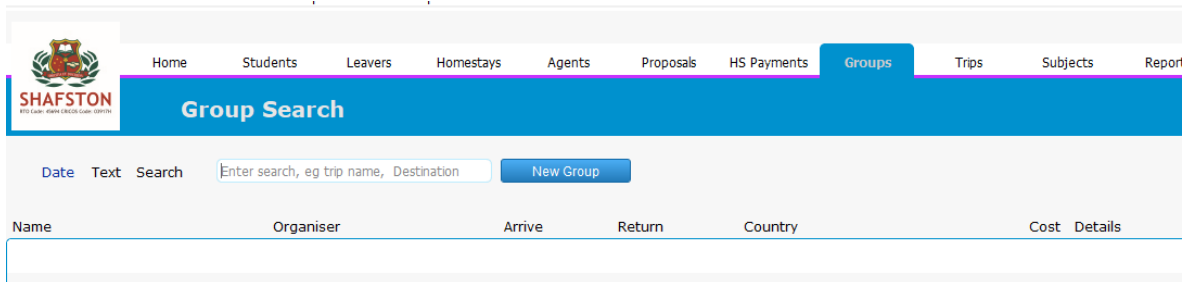 Home Students Leavers Homestays Agents Proposals HS Payments Groups Trips Subjects Report
SHAFSTON
Group Search
Date Text Search Enter search, eg trip name, Destination New Group
Name Organiser Arrive Return Country Cost Details